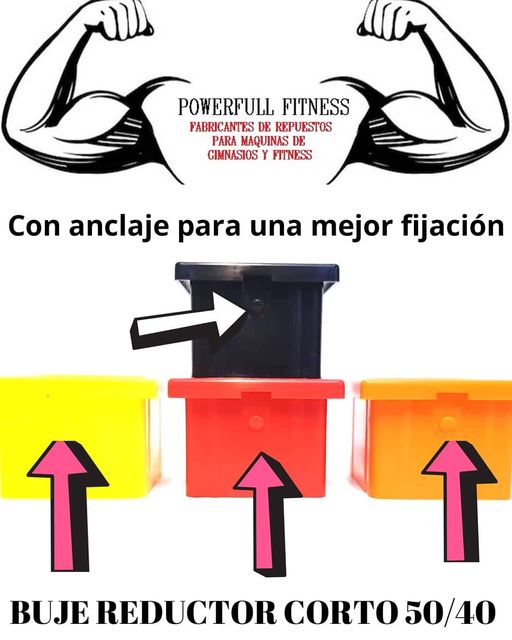 POWERFULL FITNESS
FABRICANTES DE REPUESTOS
PARA MAQUINAS DE
GIMNASIOS Y FITNESS
Con anclaje para una mejor fijación
BUJE REDUCTOR CORTO 50/40